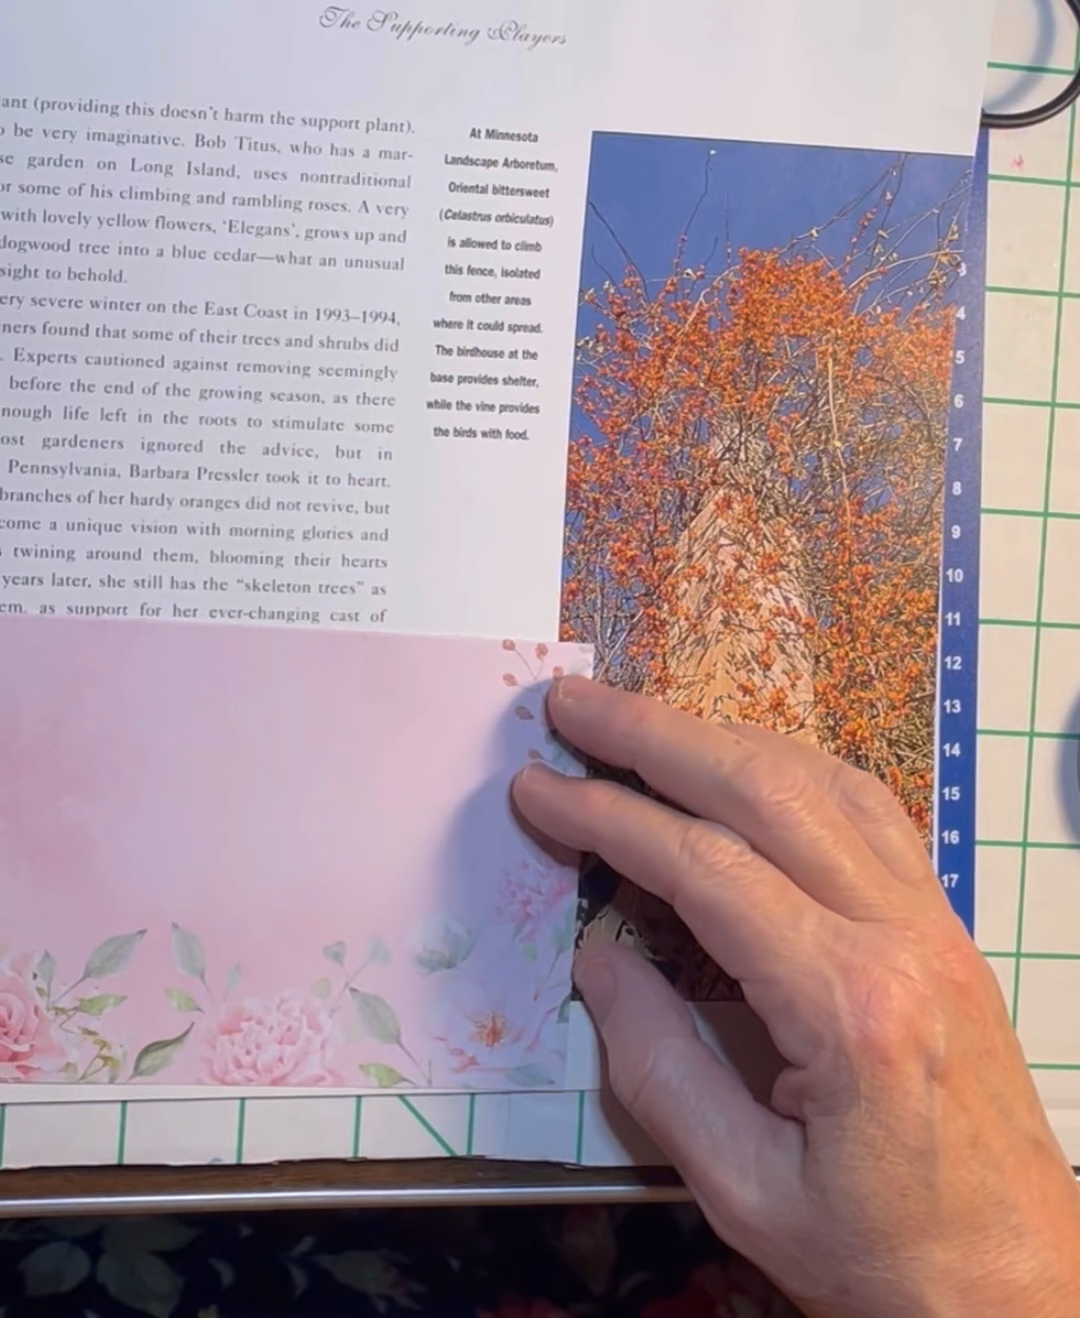 The Supporting Players
ant (providing this doesn't harm the support plant).
be very imaginative. Bob Titus, who has a mar-
se garden on Long Island, uses nontraditional
or some of his climbing and rambling roses. A very
with lovely yellow flowers, 'Elegans', grows up and
dogwood tree into a blue cedar—what an unusual
sight to behold.
ery severe winter on the East Coast in 1993–1994,
ners found that some of their trees and shrubs did
. Experts cautioned against removing seemingly
before the end of the growing season, as there
nough life left in the roots to stimulate some
ost gardeners ignored the advice, but in
Pennsylvania, Barbara Pressler took it to heart.
branches of her hardy oranges did not revive, but
come a unique vision with morning glories and
twining around them, blooming their hearts
years later, she still has the "skeleton trees" as
em, as support for her ever-changing cast of
At Minnesota
Landscape Arboretum,
Oriental bittersweet
(Celastrus orbiculatus)
is allowed to climb
this fence, isolated
from other areas
where it could spread.
The birdhouse at the
base provides shelter,
while the vine provides
the birds with food.
3
4
5
6
7
8
9
10
11
12
13
14
15
16
17